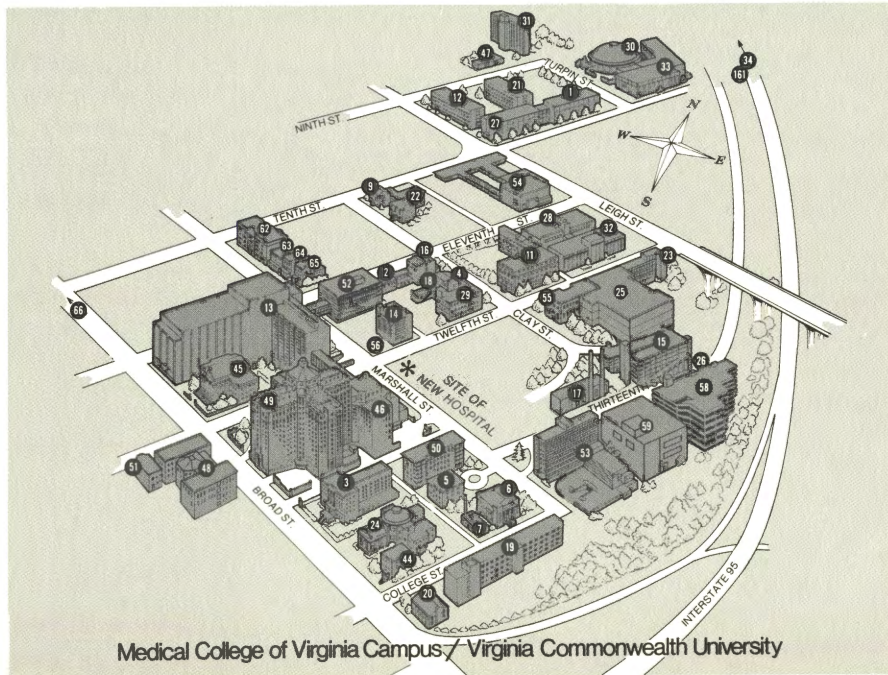 31
30
47
33
34
161
TURPIN ST.
21
12
1
27
NINTH ST.
N
W
E
S
54
9
22
TENTH ST.
LEIGH ST.
28
ELEVENTH ST.
32
62
16
11
63
64
65
2
4
23
52
18
29
55
25
66
13
14
CLAY ST.
TWELFTH ST.
56
15
* SITE OF
NEW HOSPITAL
MARSHALL ST.
26
45
17
58
49
46
THIRTEENTH
59
50
53
51
48
3
5
6
BROAD ST.
24
7
44
19
COLLEGE ST.
20
INTERSTATE 95
Medical College of Virginia Campus / Virginia Commonwealth University